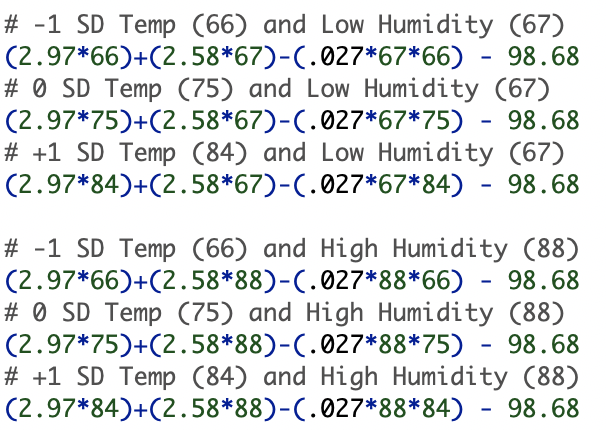 # -1 SD Temp (66) and Low Humidity (67)
(2.97*66)+(2.58*67)-(.027*67*66) - 98.68
# 0 SD Temp (75) and Low Humidity (67)
(2.97*75)+(2.58*67)-(.027*67*75) - 98.68
# +1 SD Temp (84) and Low Humidity (67)
(2.97*84)+(2.58*67)-(.027*67*84) - 98.68
# -1 SD Temp (66) and High Humidity (88)
(2.97*66)+(2.58*88)-(.027*88*66) - 98.68
# 0 SD Temp (75) and High Humidity (88)
(2.97*75)+(2.58*88)-(.027*88*75) - 98.68
# +1 SD Temp (84) and High Humidity (88)
(2.97*84)+(2.58*88)-(.027*88*84) - 98.68